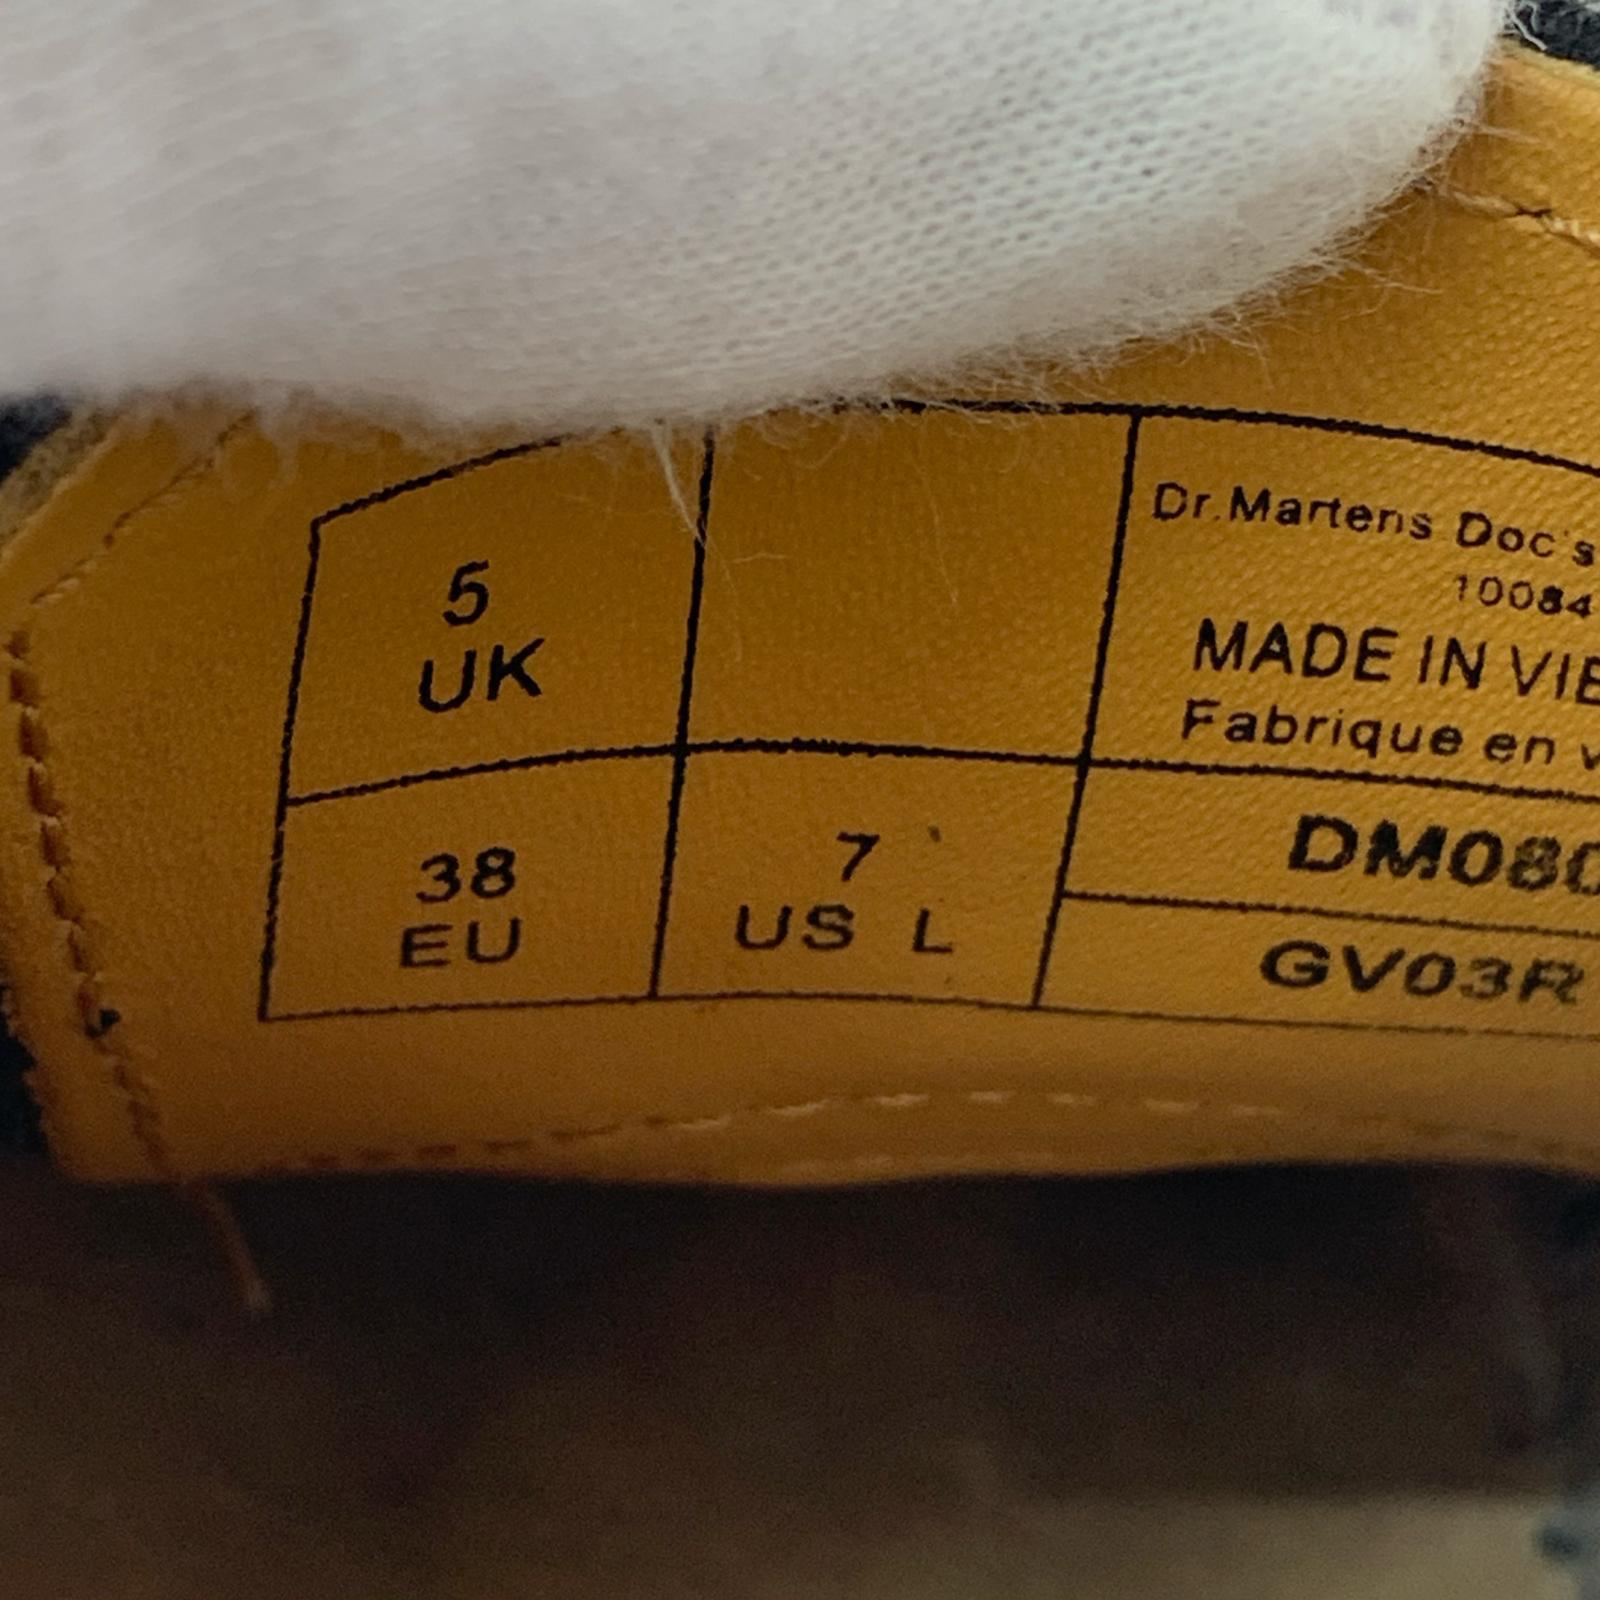 5
UK
38
EU
7
US L
Dr.Martens Doc's
10084
MADE IN VIE
Fabrique en v
DM080
GV03R